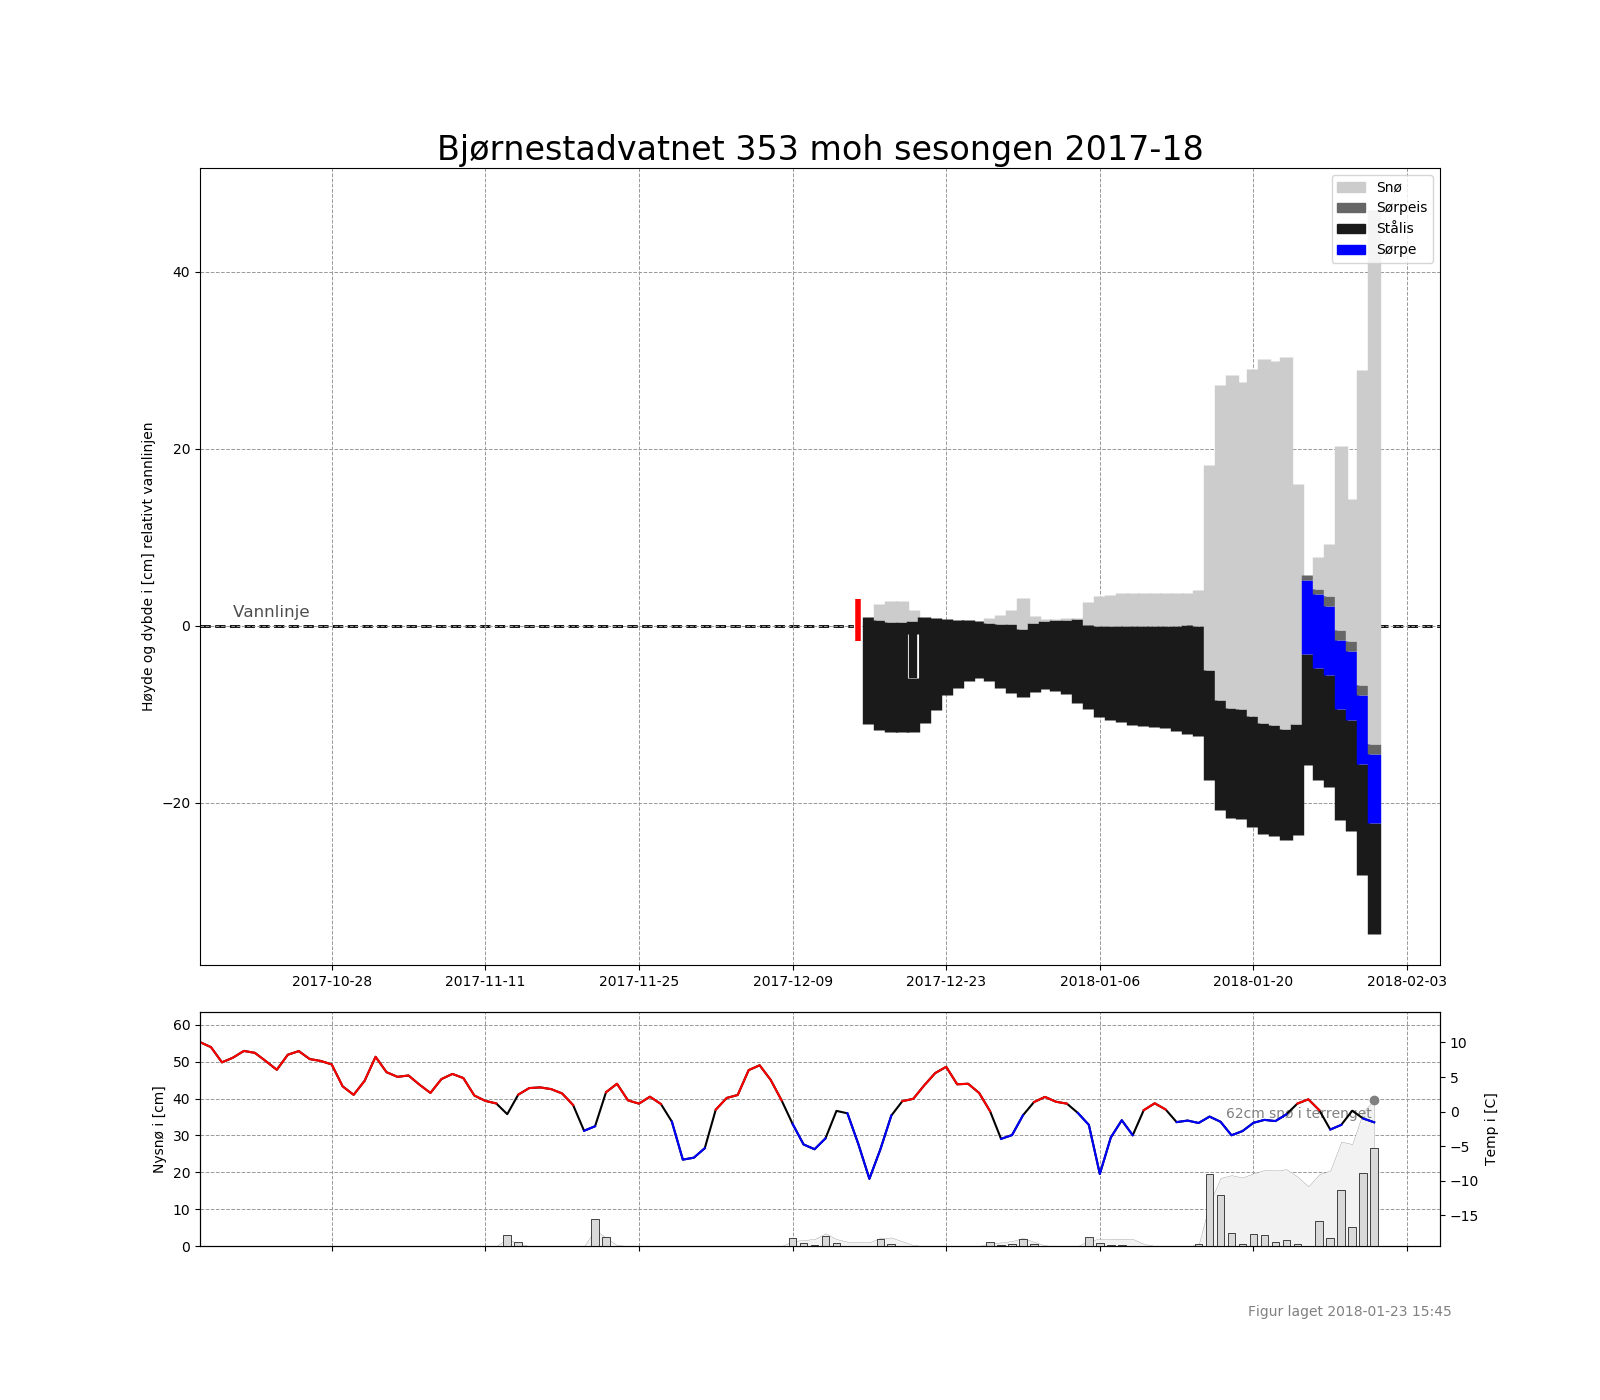 Bjørnestadvatnet 353 moh sesongen 2017-18
Snø
Sørpeis
Stålis
Sørpe
40
20
0
−20
Høyde og dybde i [cm] relativt vannlinjen
Vannlinje
2017-10-28 2017-11-11 2017-11-25 2017-12-09 2017-12-23 2018-01-06 2018-01-20 2018-02-03
60
50
40
30
20
10
0
Nysnø i [cm]
62cm snø i terrenget
10
5
0
−5
−10
−15
Temp i [C]
Figur laget 2018-01-23 15:45